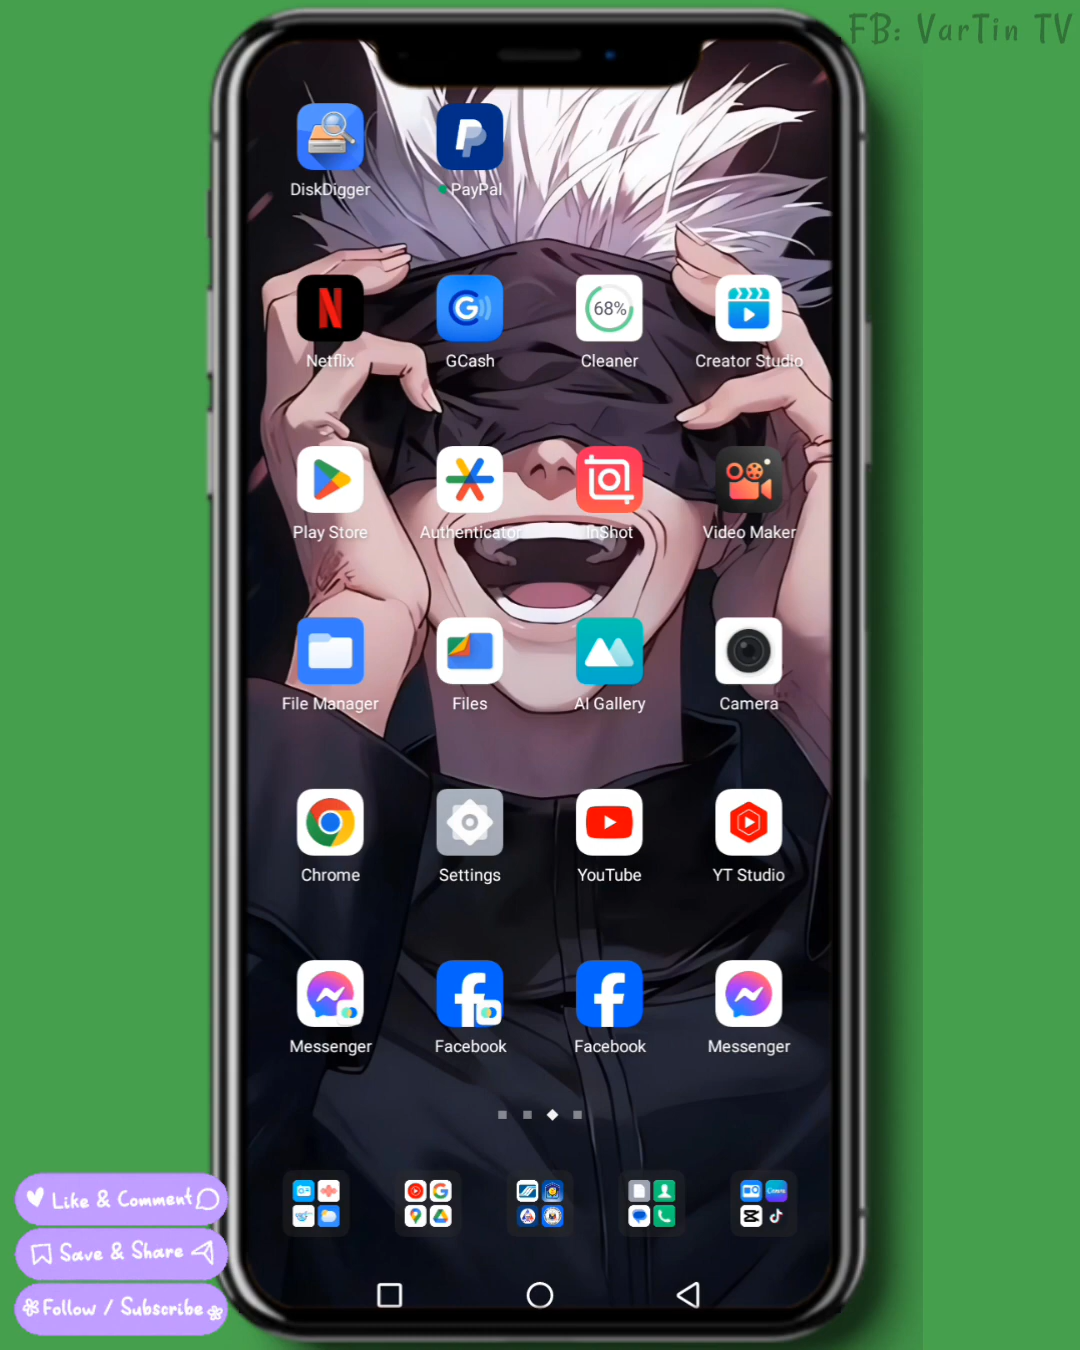 FB: VarTin TV
DiskDigger
PayPal
Netflix
GCash
68%
Cleaner
Creator Studio
Play Store
Authenticator
InShot
Video Maker
File Manager
Files
AI Gallery
Camera
Chrome
Settings
YouTube
YT Studio
Messenger
Facebook
Facebook
Messenger
Canva
Like & Comment
Save & Share
Follow / Subscribe